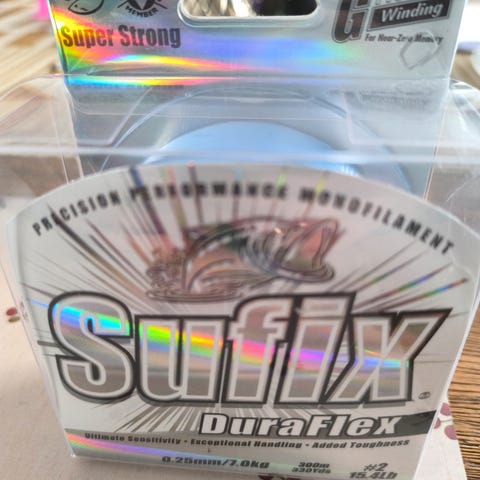 Super Strong
MEMBER
G
Winding
For Near-Zero Memory
PRECISION PERFORMANCE MONOFILAMENT
Sufix
DuraFlex
Ultimate Sensitivity • Exceptional Handling • Added Toughness
0.25mm/7.0kg 300m 330Yds #2 15.4Lb